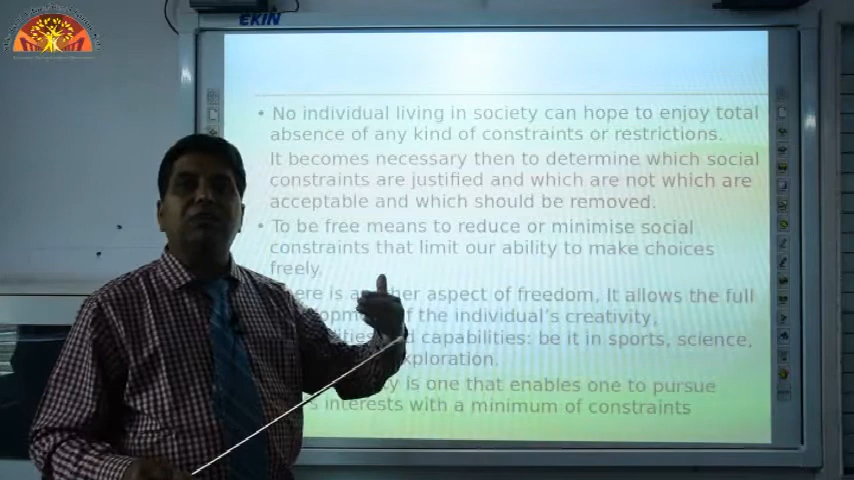 EKIN
• No individual living in society can hope to enjoy total
absence of any kind of constraints or restrictions.
It becomes necessary then to determine which social
constraints are justified and which are not which are
acceptable and which should be removed.
• To be free means to reduce or minimise social
constraints that limit our ability to make choices
freely.
aspect of freedom. It allows the full
of the individual's creativity,
capabilities: be it in sports, science,
is one that enables one to pursue
interests with a minimum of constraints